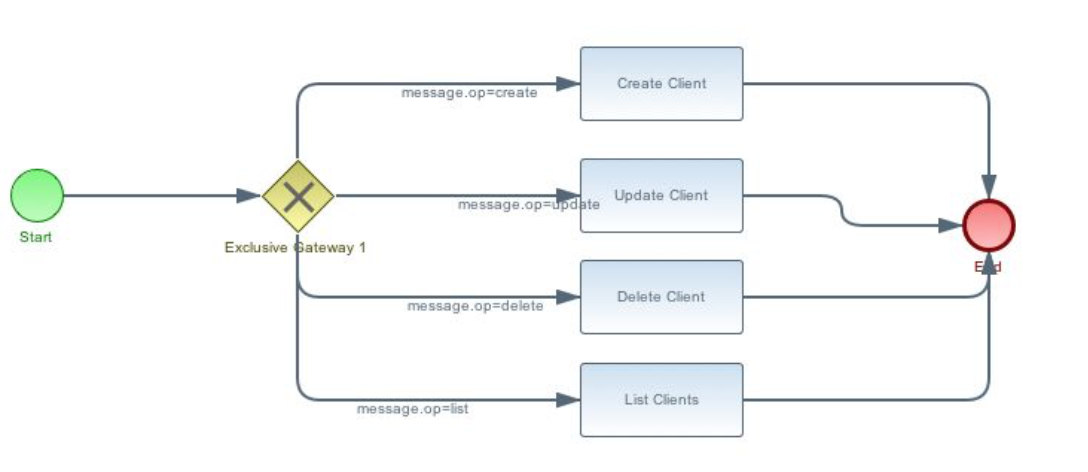 Create Client
message.op=create
Update Client
message.op=update
Start
Exclusive Gateway 1
End
Delete Client
message.op=delete
List Clients
message.op=list